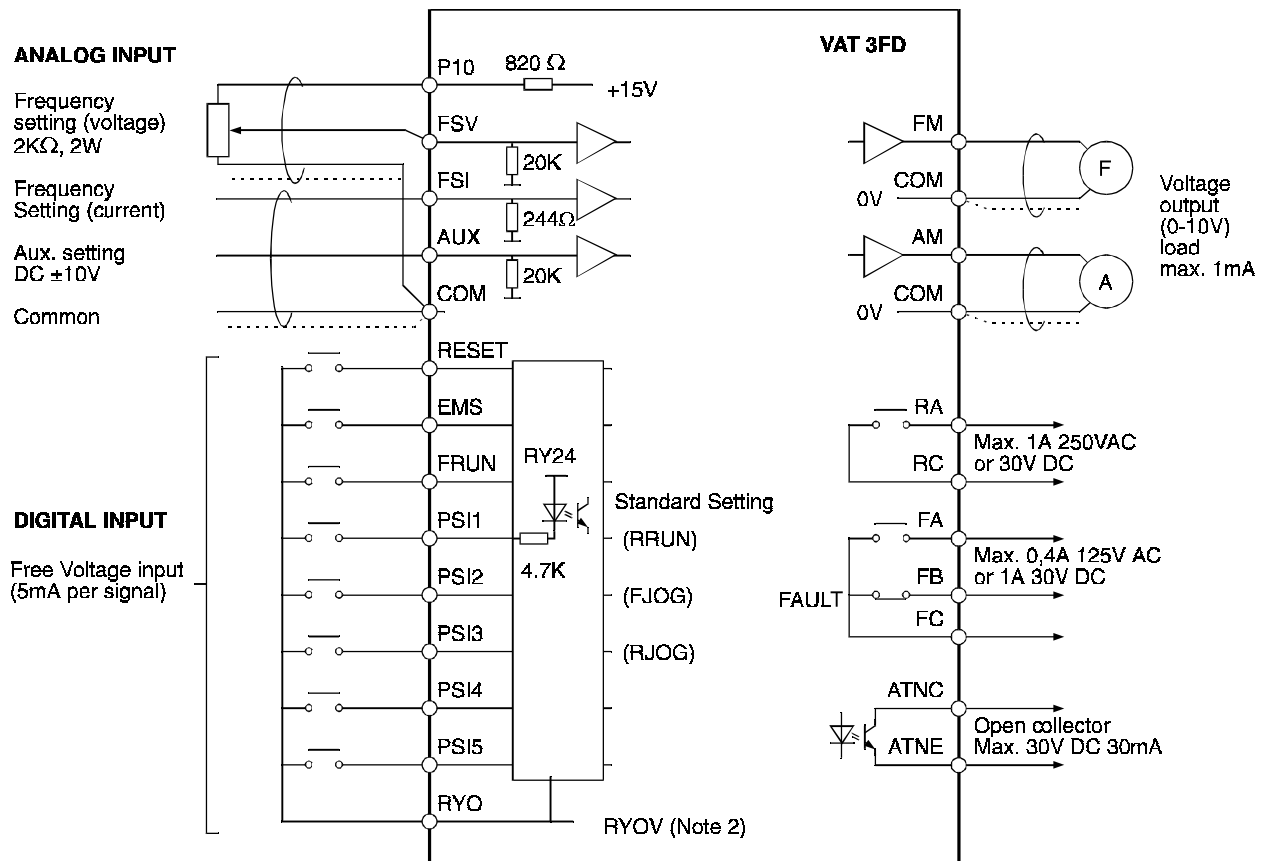 VAT 3FD
ANALOG INPUT
P10
820 Ω
+15V
Frequency
setting (voltage)
2KΩ, 2W
FSV
20K
Frequency
Setting (current)
FSI
244Ω
Aux. setting
DC ±10V
AUX
20K
Common
COM
FM
F
COM
0V
AM
A
COM
0V
Voltage
output
(0-10V)
load
max. 1mA
DIGITAL INPUT
Free Voltage input
(5mA per signal)
RESET
EMS
FRUN
PSI1
PSI2
PSI3
PSI4
PSI5
RYO
RY24
4.7K
Standard Setting
(RRUN)
(FJOG)
(RJOG)
RYOV (Note 2)
RA
RC
Max. 1A 250VAC
or 30V DC
FA
FB
FC
FAULT
Max. 0,4A 125V AC
or 1A 30V DC
ATNC
ATNE
Open collector
Max. 30V DC 30mA